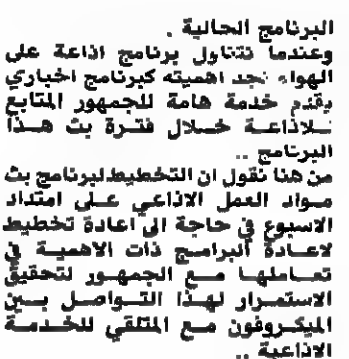 البرنامج الحالية .
وعندما نتناول برنامج اذاعة على
الهواء نجد اهميته كبرنامج اخباري
يقدم خدمة هامة للجمهور المتابع
للاذاعة خلال فترة بث هذا
البرنامج ..
من هنا نقول ان التخطيط لبرنامج بث
مواد العمل الاذاعي على امتداد
الاسبوع في حاجة الى اعادة تخطيط
لاعادة البرامج ذات الاهمية في
تعاملها مع الجمهور لتحقيق
الاستمرار لهذا التواصل بين
الميكروفون مع المتلقي للخدمة
الاذاعية ..